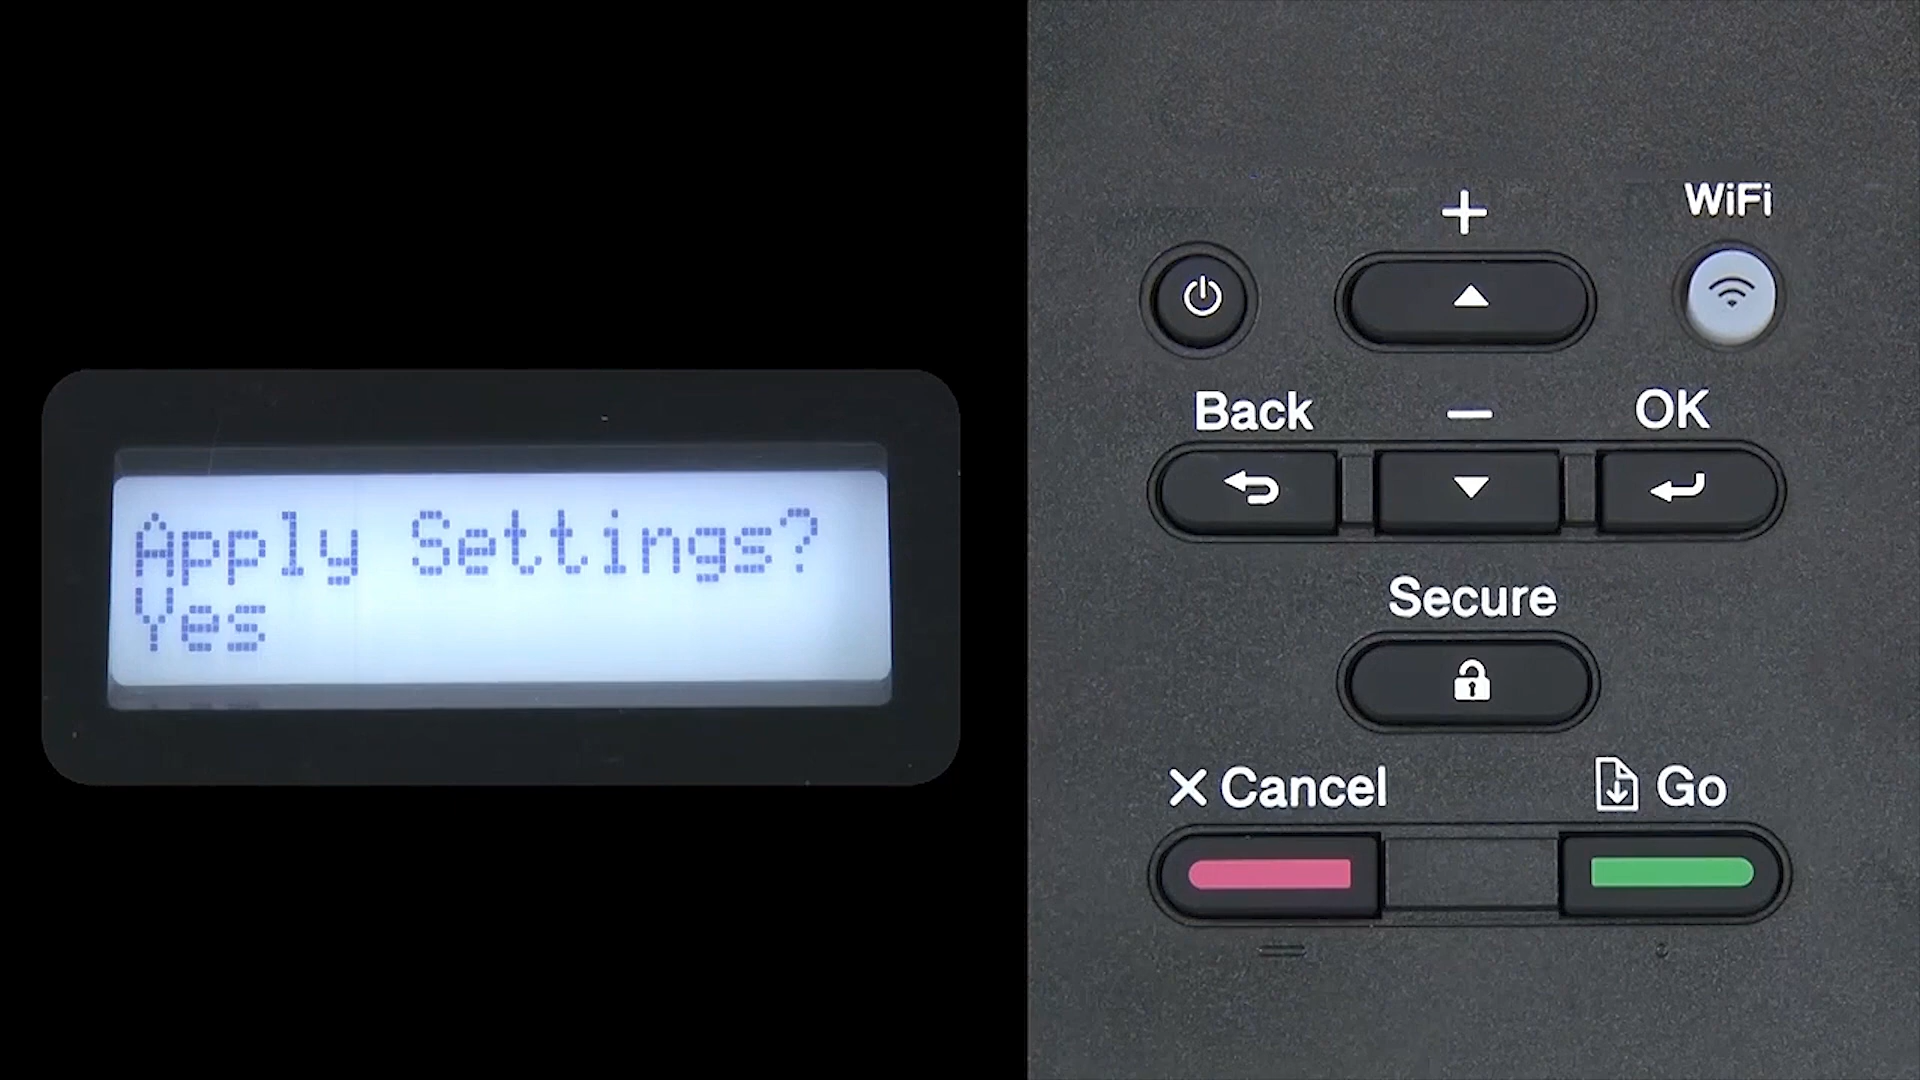 Apply Settings?
Yes
+
WiFi
Back
—
OK
Secure
X Cancel
Go